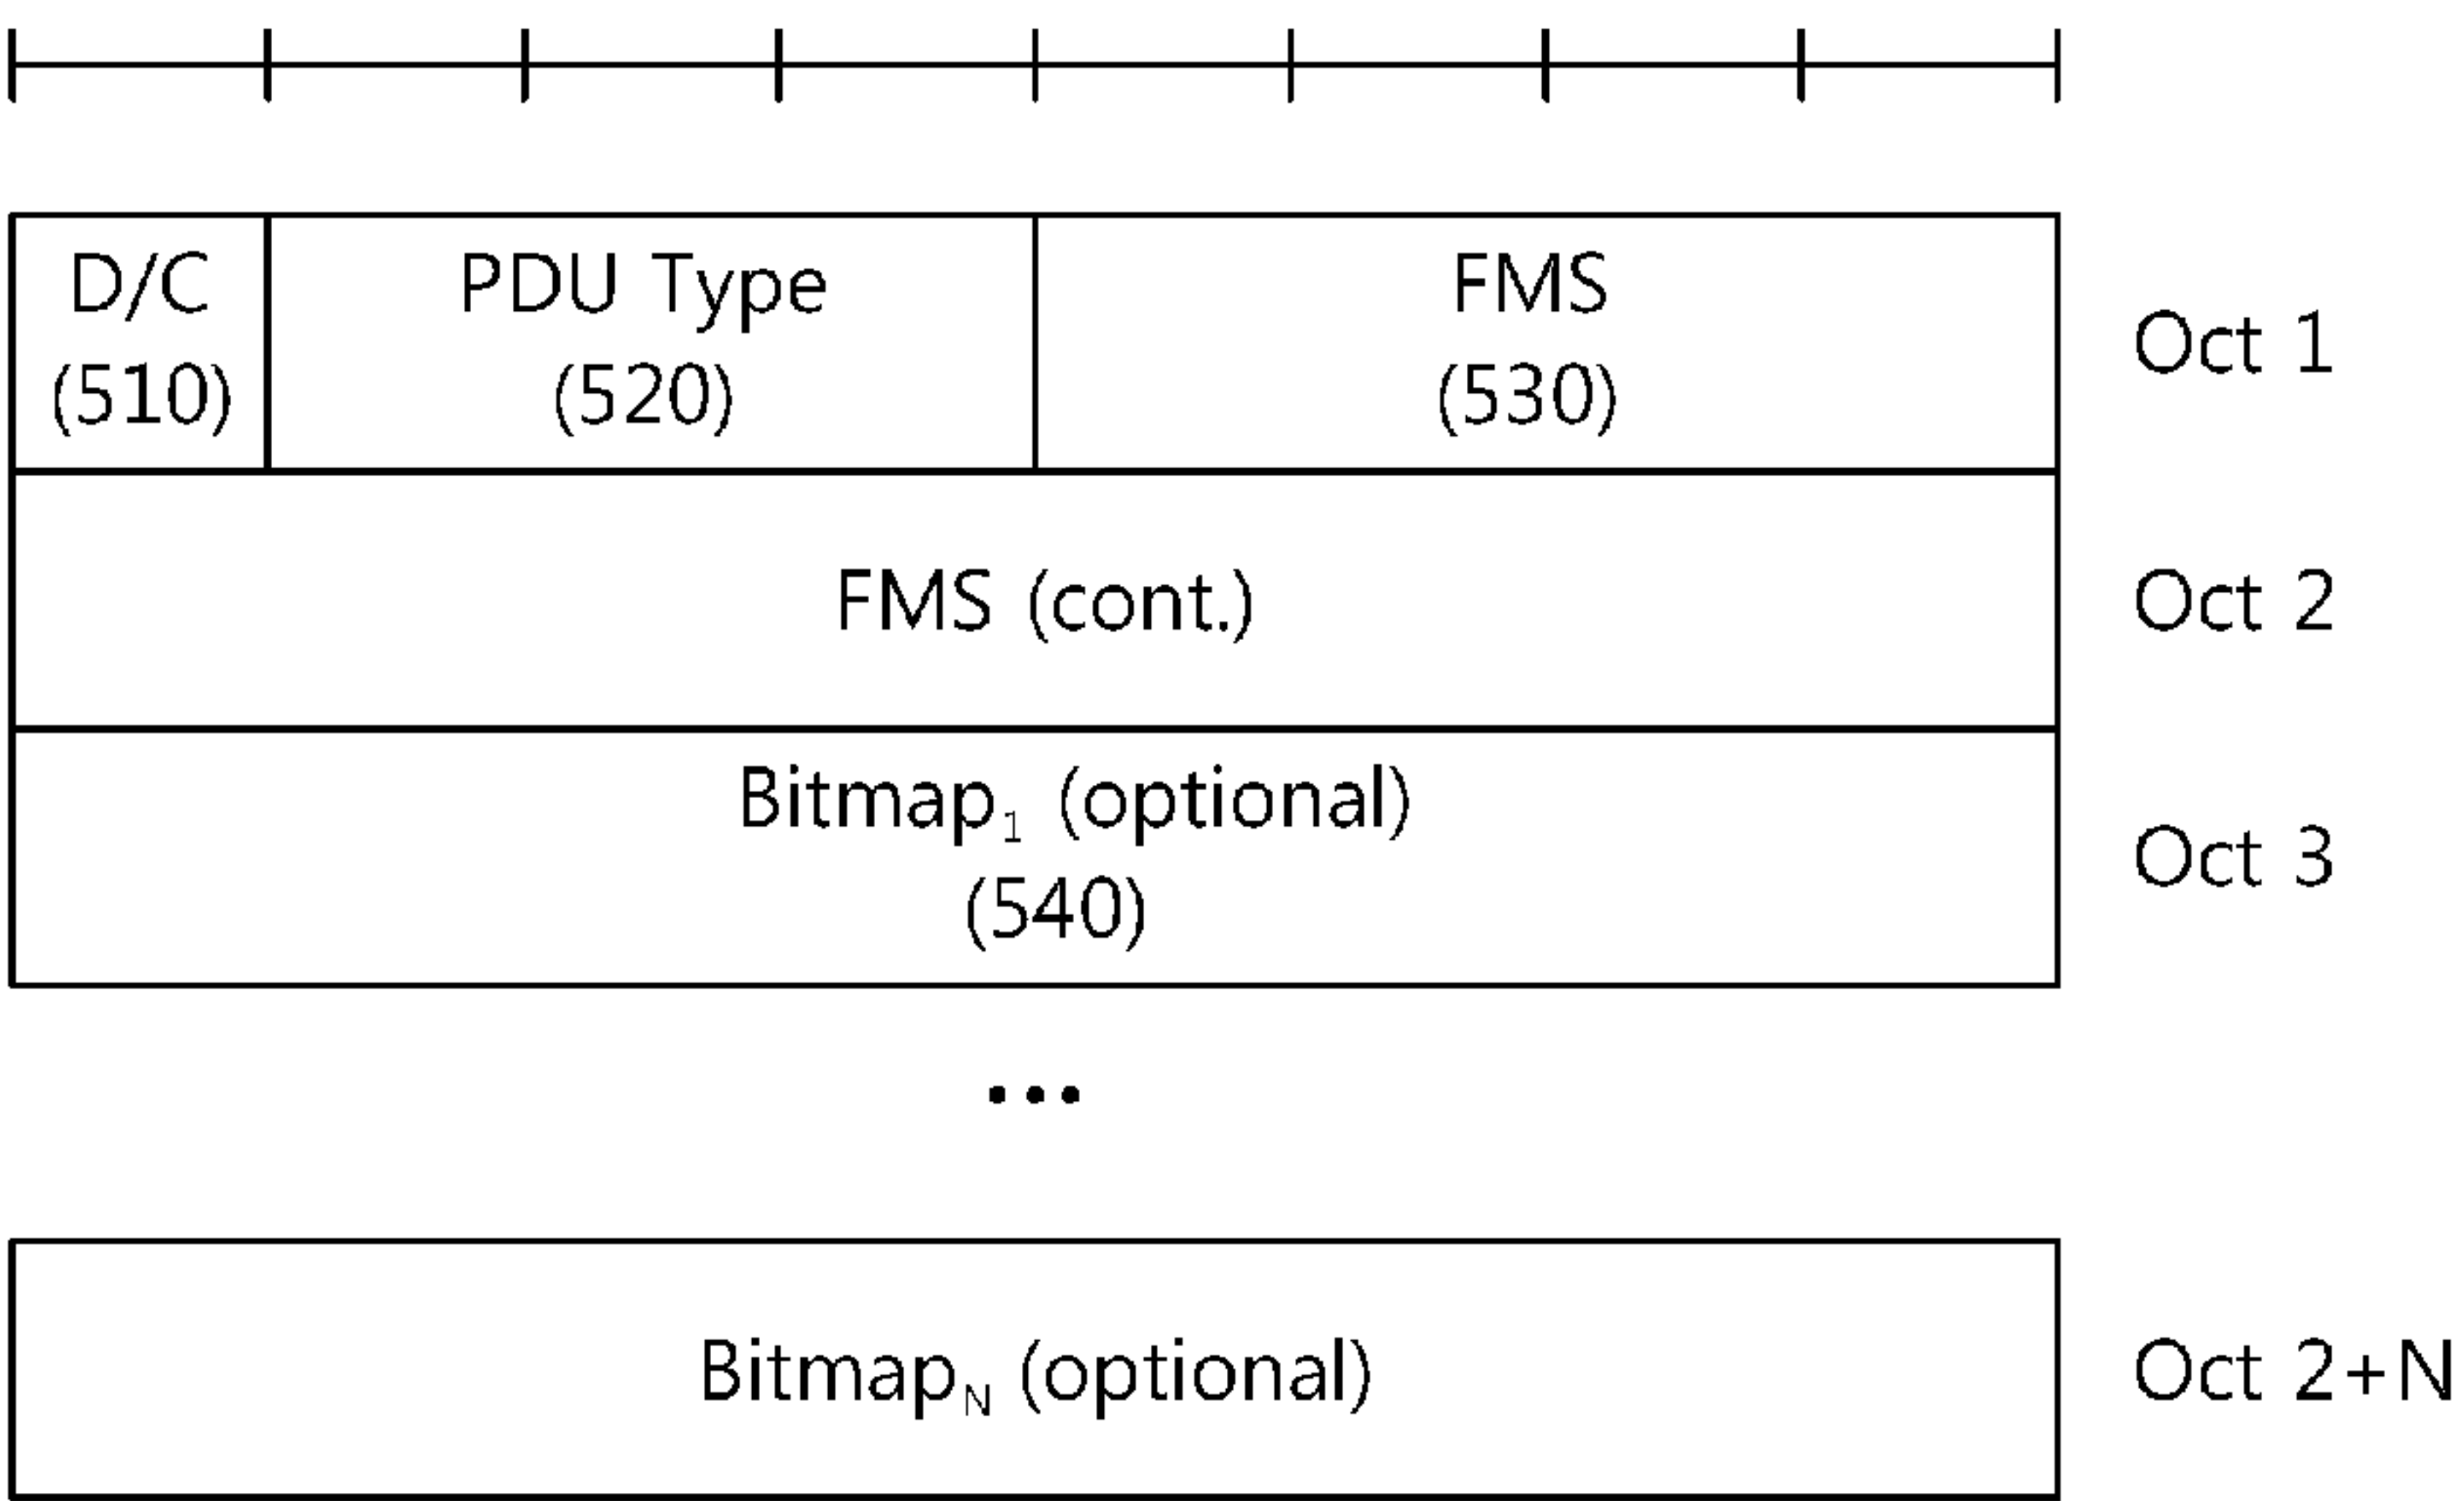 D/C PDU Type FMS
(510) (520) (530) Oct 1
FMS (cont.) Oct 2
Bitmap₁ (optional)
(540) Oct 3
...
Bitmap_N (optional) Oct 2+N